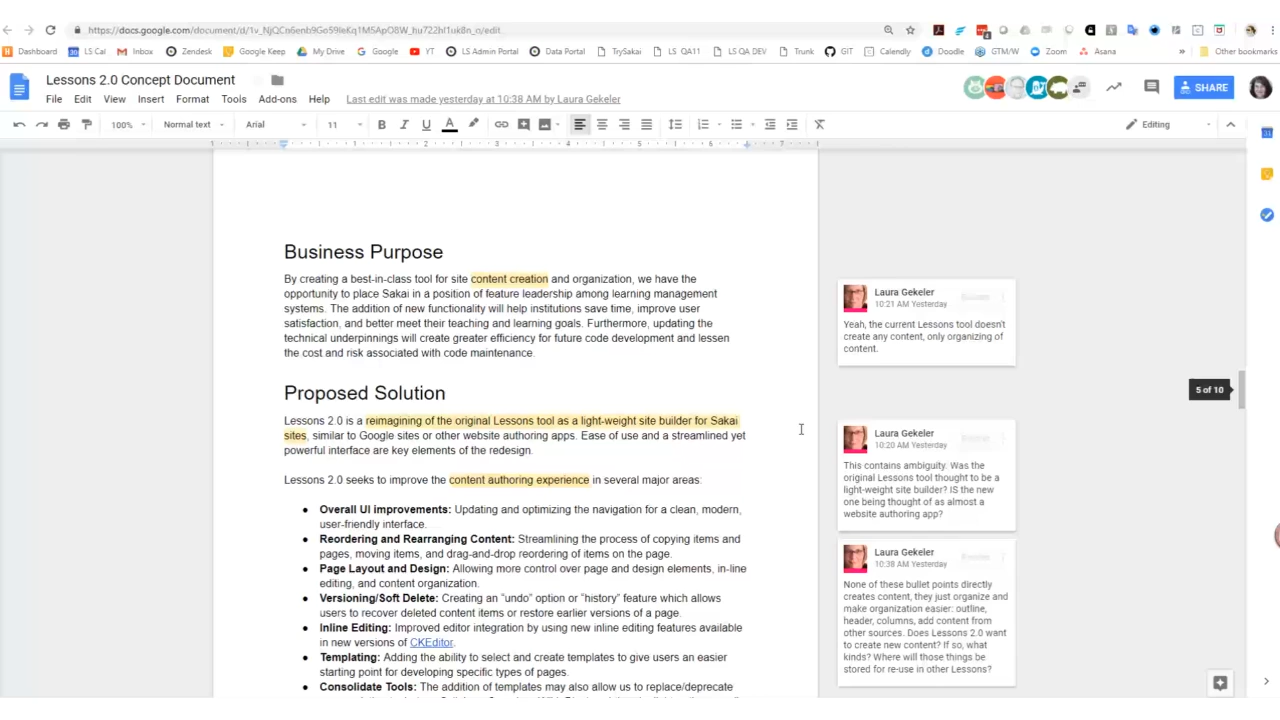 https://docs.google.com/document/d/1v_NjQCn6enb9Go59IeKq1M5ApD8W_hu722hl1uk8n_o/edit
Dashboard LS Cal Inbox Zendesk Google Keep My Drive Google YT LS Admin Portal Data Portal TrySakai LS QA11 LS QA DEV Trunk GIT Calendly Doodle GTM/W Zoom Asana » Other bookmarks
Lessons 2.0 Concept Document
File Edit View Insert Format Tools Add-ons Help Last edit was made yesterday at 10:38 AM by Laura Gekeler
SHARE
100% Normal text Arial 11 B I U A Editing
1 1 2 3 4 5 6 7
Business Purpose
By creating a best-in-class tool for site content creation and organization, we have the
opportunity to place Sakai in a position of feature leadership among learning management
systems. The addition of new functionality will help institutions save time, improve user
satisfaction, and better meet their teaching and learning goals. Furthermore, updating the
technical underpinnings will create greater efficiency for future code development and lessen
the cost and risk associated with code maintenance.
Proposed Solution
Lessons 2.0 is a reimagining of the original Lessons tool as a light-weight site builder for Sakai
sites, similar to Google sites or other website authoring apps. Ease of use and a streamlined yet
powerful interface are key elements of the redesign.
Lessons 2.0 seeks to improve the content authoring experience in several major areas:
● Overall UI improvements: Updating and optimizing the navigation for a clean, modern,
user-friendly interface.
● Reordering and Rearranging Content: Streamlining the process of copying items and
pages, moving items, and drag-and-drop reordering of items on the page.
● Page Layout and Design: Allowing more control over page and design elements, in-line
editing, and content organization.
● Versioning/Soft Delete: Creating an “undo” option or “history” feature which allows
users to recover deleted content items or restore earlier versions of a page.
● Inline Editing: Improved editor integration by using new inline editing features available
in new versions of CKEditor.
● Templating: Adding the ability to select and create templates to give users an easier
starting point for developing specific types of pages.
● Consolidate Tools: The addition of templates may also allow us to replace/deprecate
Laura Gekeler
10:21 AM Yesterday
Yeah, the current Lessons tool doesn't
create any content, only organizing of
content.
5 of 10
Laura Gekeler
10:20 AM Yesterday
This contains ambiguity: Was the
original Lessons tool thought to be a
light-weight site builder? IS the new
one being thought of as almost a
website authoring app?
Laura Gekeler
10:38 AM Yesterday
None of these bullet points directly
creates content, they just organize and
make organization easier: outline,
header, columns, add content from
other sources. Does Lessons 2.0 want
to create new content? If so, what
kinds? Where will those things be
stored for re-use in other Lessons?